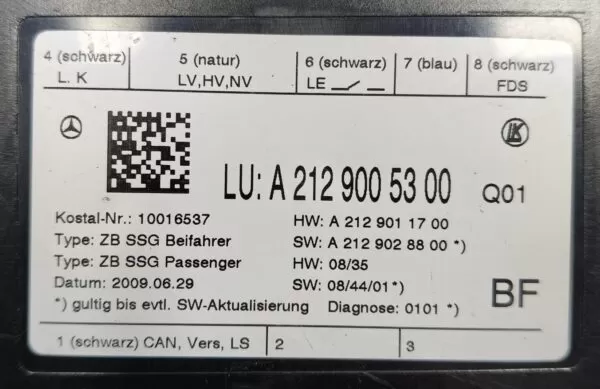 4 (schwarz) 5 (natur) 6 (schwarz) 7 (blau) 8 (schwarz)
L. K LV,HV,NV LE FDS
LU: A 212 900 53 00 Q01
Kostal-Nr.: 10016537 HW: A 212 901 17 00
Type: ZB SSG Beifahrer SW: A 212 902 88 00 *)
Type: ZB SSG Passenger HW: 08/35
Datum: 2009.06.29 SW: 08/44/01*) BF
*) gultig bis evtl. SW-Aktualisierung Diagnose: 0101 *)
1 (schwarz) CAN, Vers, LS 2 3